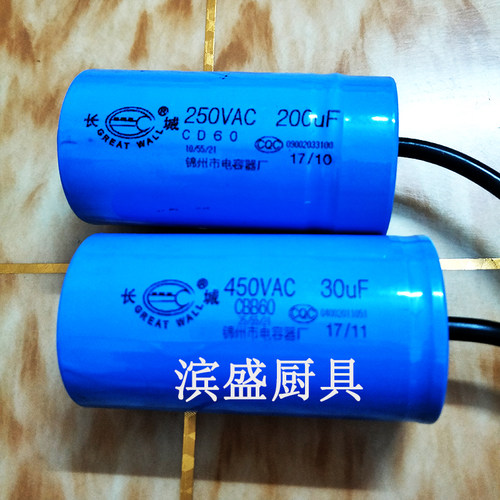 长城®
GREAT WALL
250VAC 200uF
CD60
10/55/21
CQC 09002033100
锦州市电容器厂 17/10
长城®
GREAT WALL
450VAC 30uF
CBB60
CQC
锦州市电容器厂 17/11
滨盛厨具